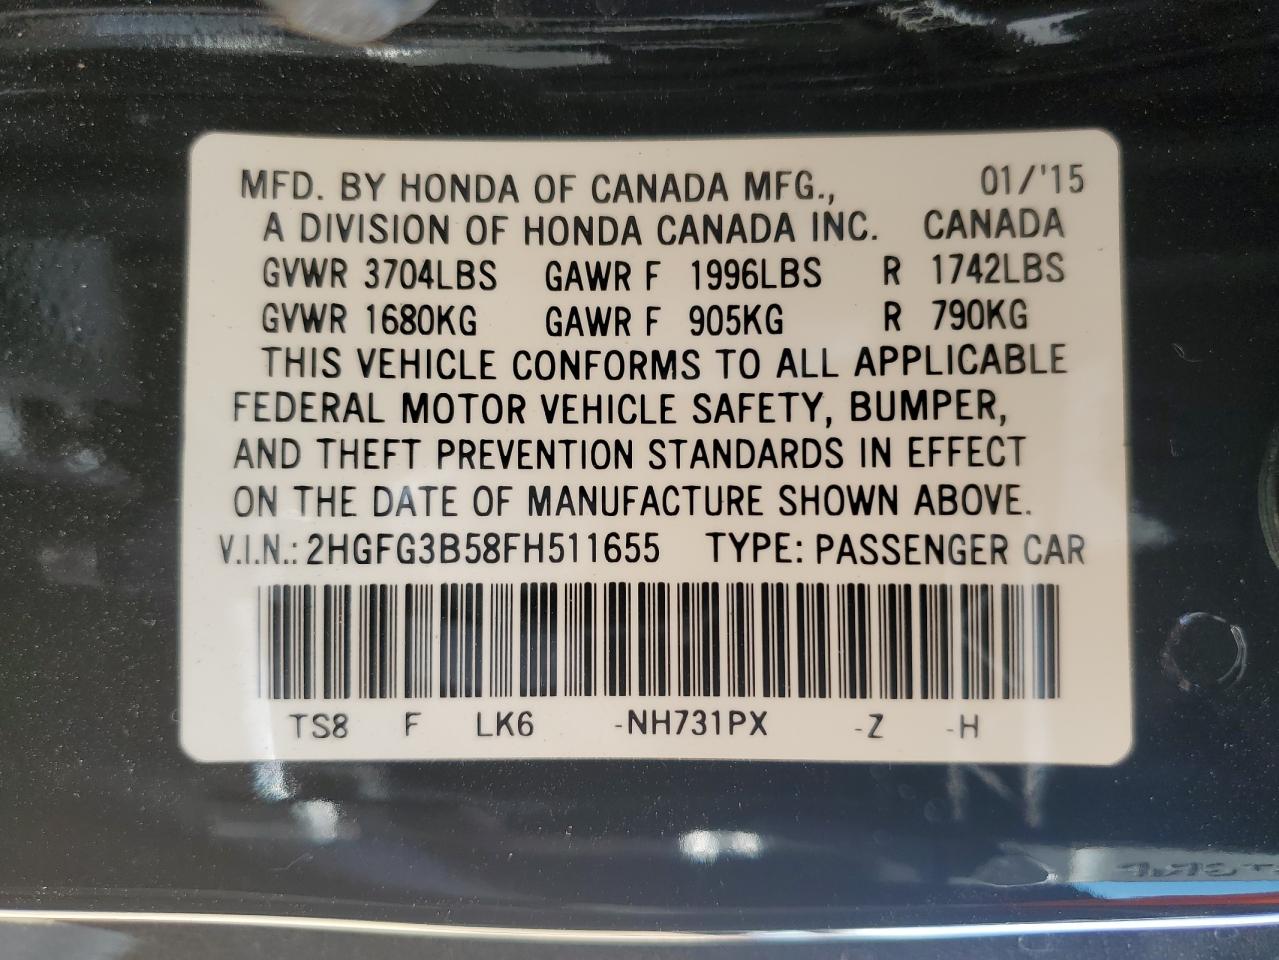 MFD. BY HONDA OF CANADA MFG., 01/'15
A DIVISION OF HONDA CANADA INC. CANADA
GVWR 3704LBS GAWR F 1996LBS R 1742LBS
GVWR 1680KG GAWR F 905KG R 790KG
THIS VEHICLE CONFORMS TO ALL APPLICABLE
FEDERAL MOTOR VEHICLE SAFETY, BUMPER,
AND THEFT PREVENTION STANDARDS IN EFFECT
ON THE DATE OF MANUFACTURE SHOWN ABOVE.
V.I.N.: 2HGFG3B58FH511655 TYPE: PASSENGER CAR
TS8 F LK6 -NH731PX -Z -H